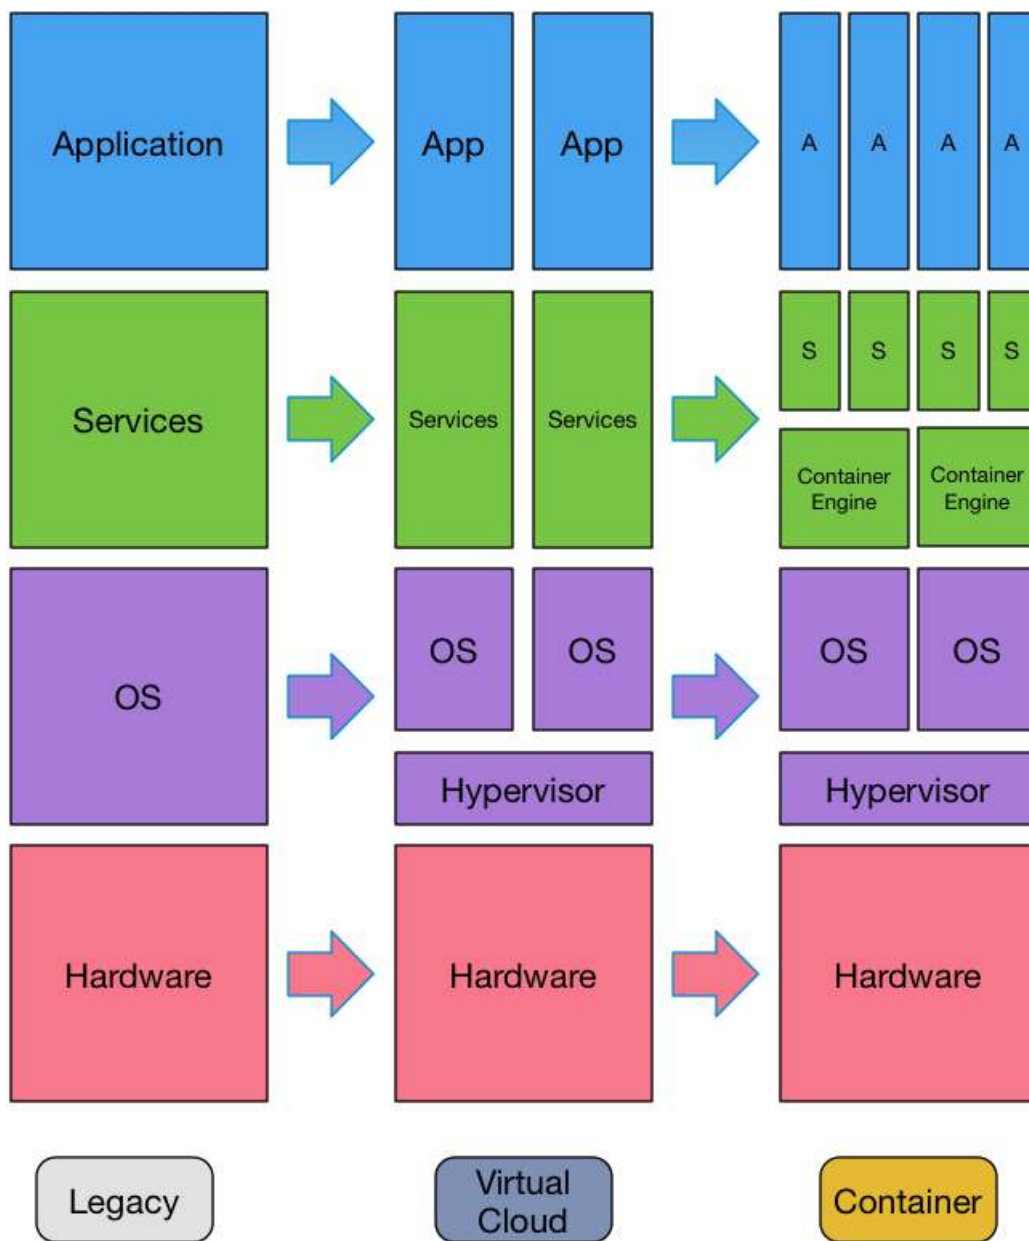 Application
App
App
A
A
A
A
Services
Services
Services
S
S
S
S
Container
Engine
Container
Engine
OS
OS
OS
OS
OS
Hypervisor
Hypervisor
Hardware
Hardware
Hardware
Legacy
Virtual
Cloud
Container